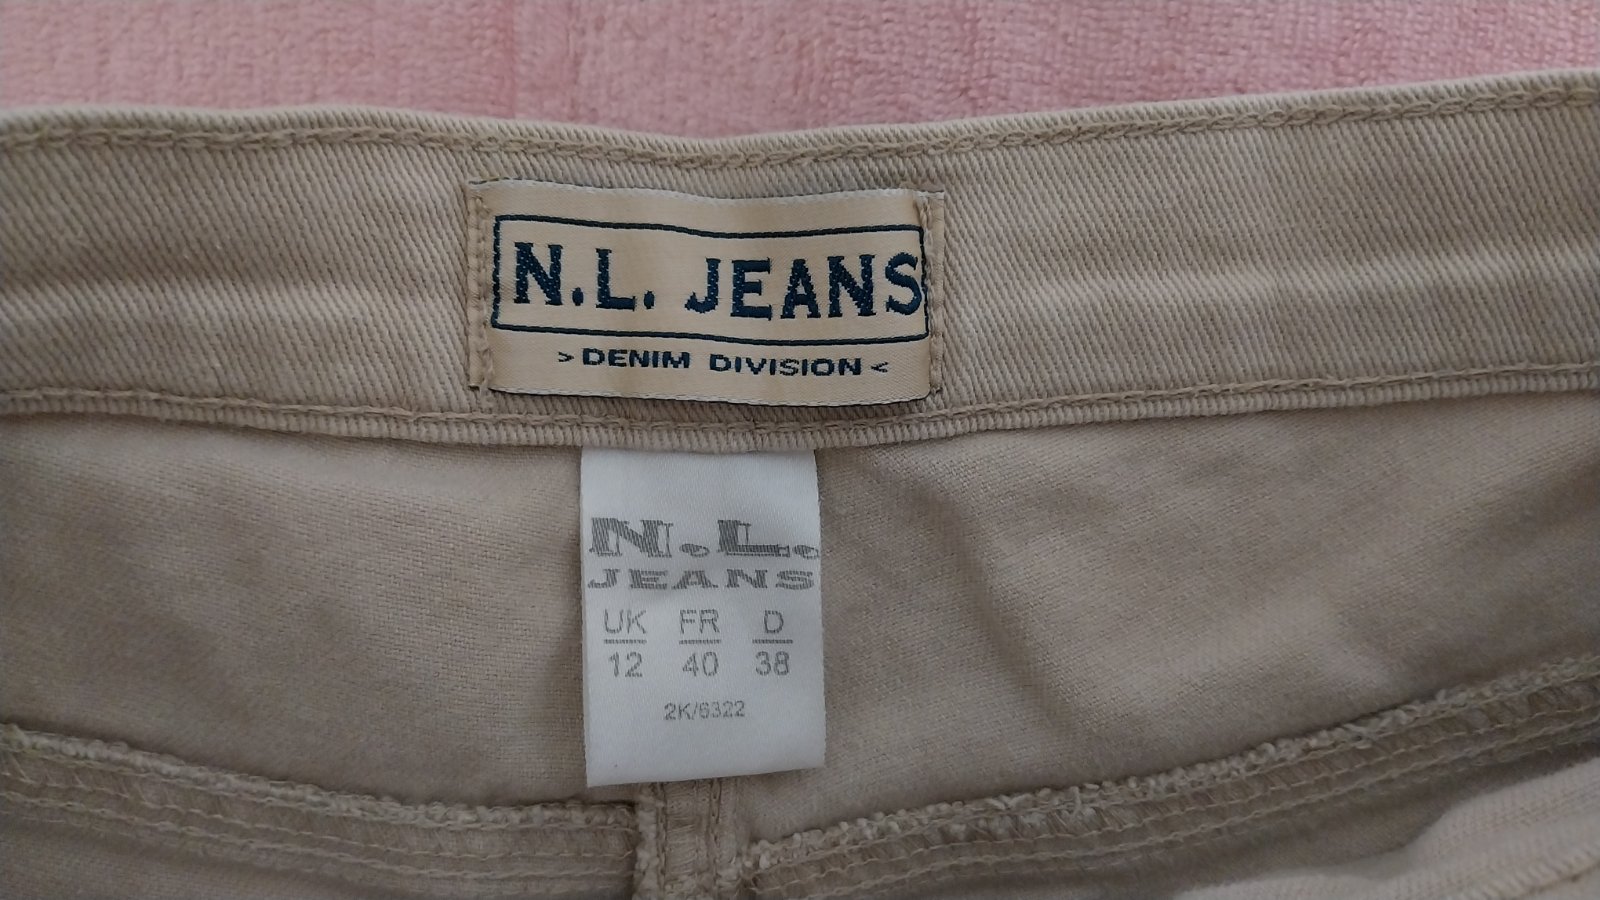 N.L. JEANS
>DENIM DIVISION<
N.L.
JEANS
UK FR D
12 40 38
2K/6322